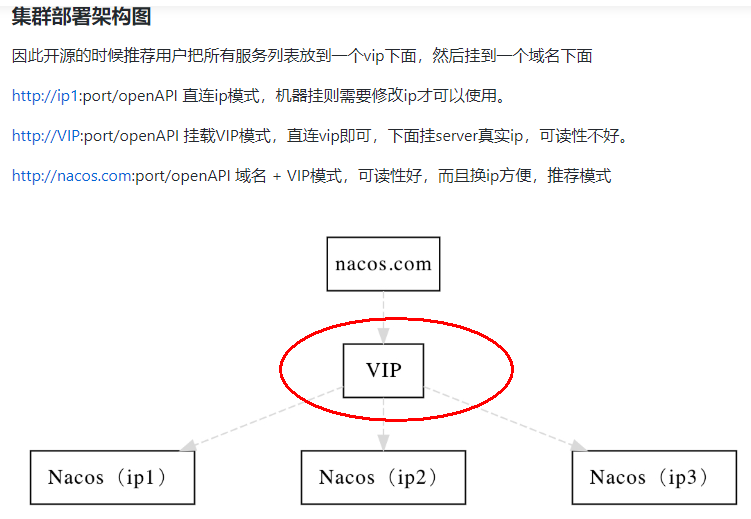 集群部署架构图
因此开源的时候推荐用户把所有服务列表放到一个vip下面，然后挂到一个域名下面
http://ip1:port/openAPI 直连ip模式，机器挂则需要修改ip才可以使用。
http://VIP:port/openAPI 挂载VIP模式，直连vip即可，下面挂server真实ip，可读性不好。
http://nacos.com:port/openAPI 域名 + VIP模式，可读性好，而且换ip方便，推荐模式
nacos.com
VIP
Nacos（ip1） Nacos（ip2） Nacos（ip3）